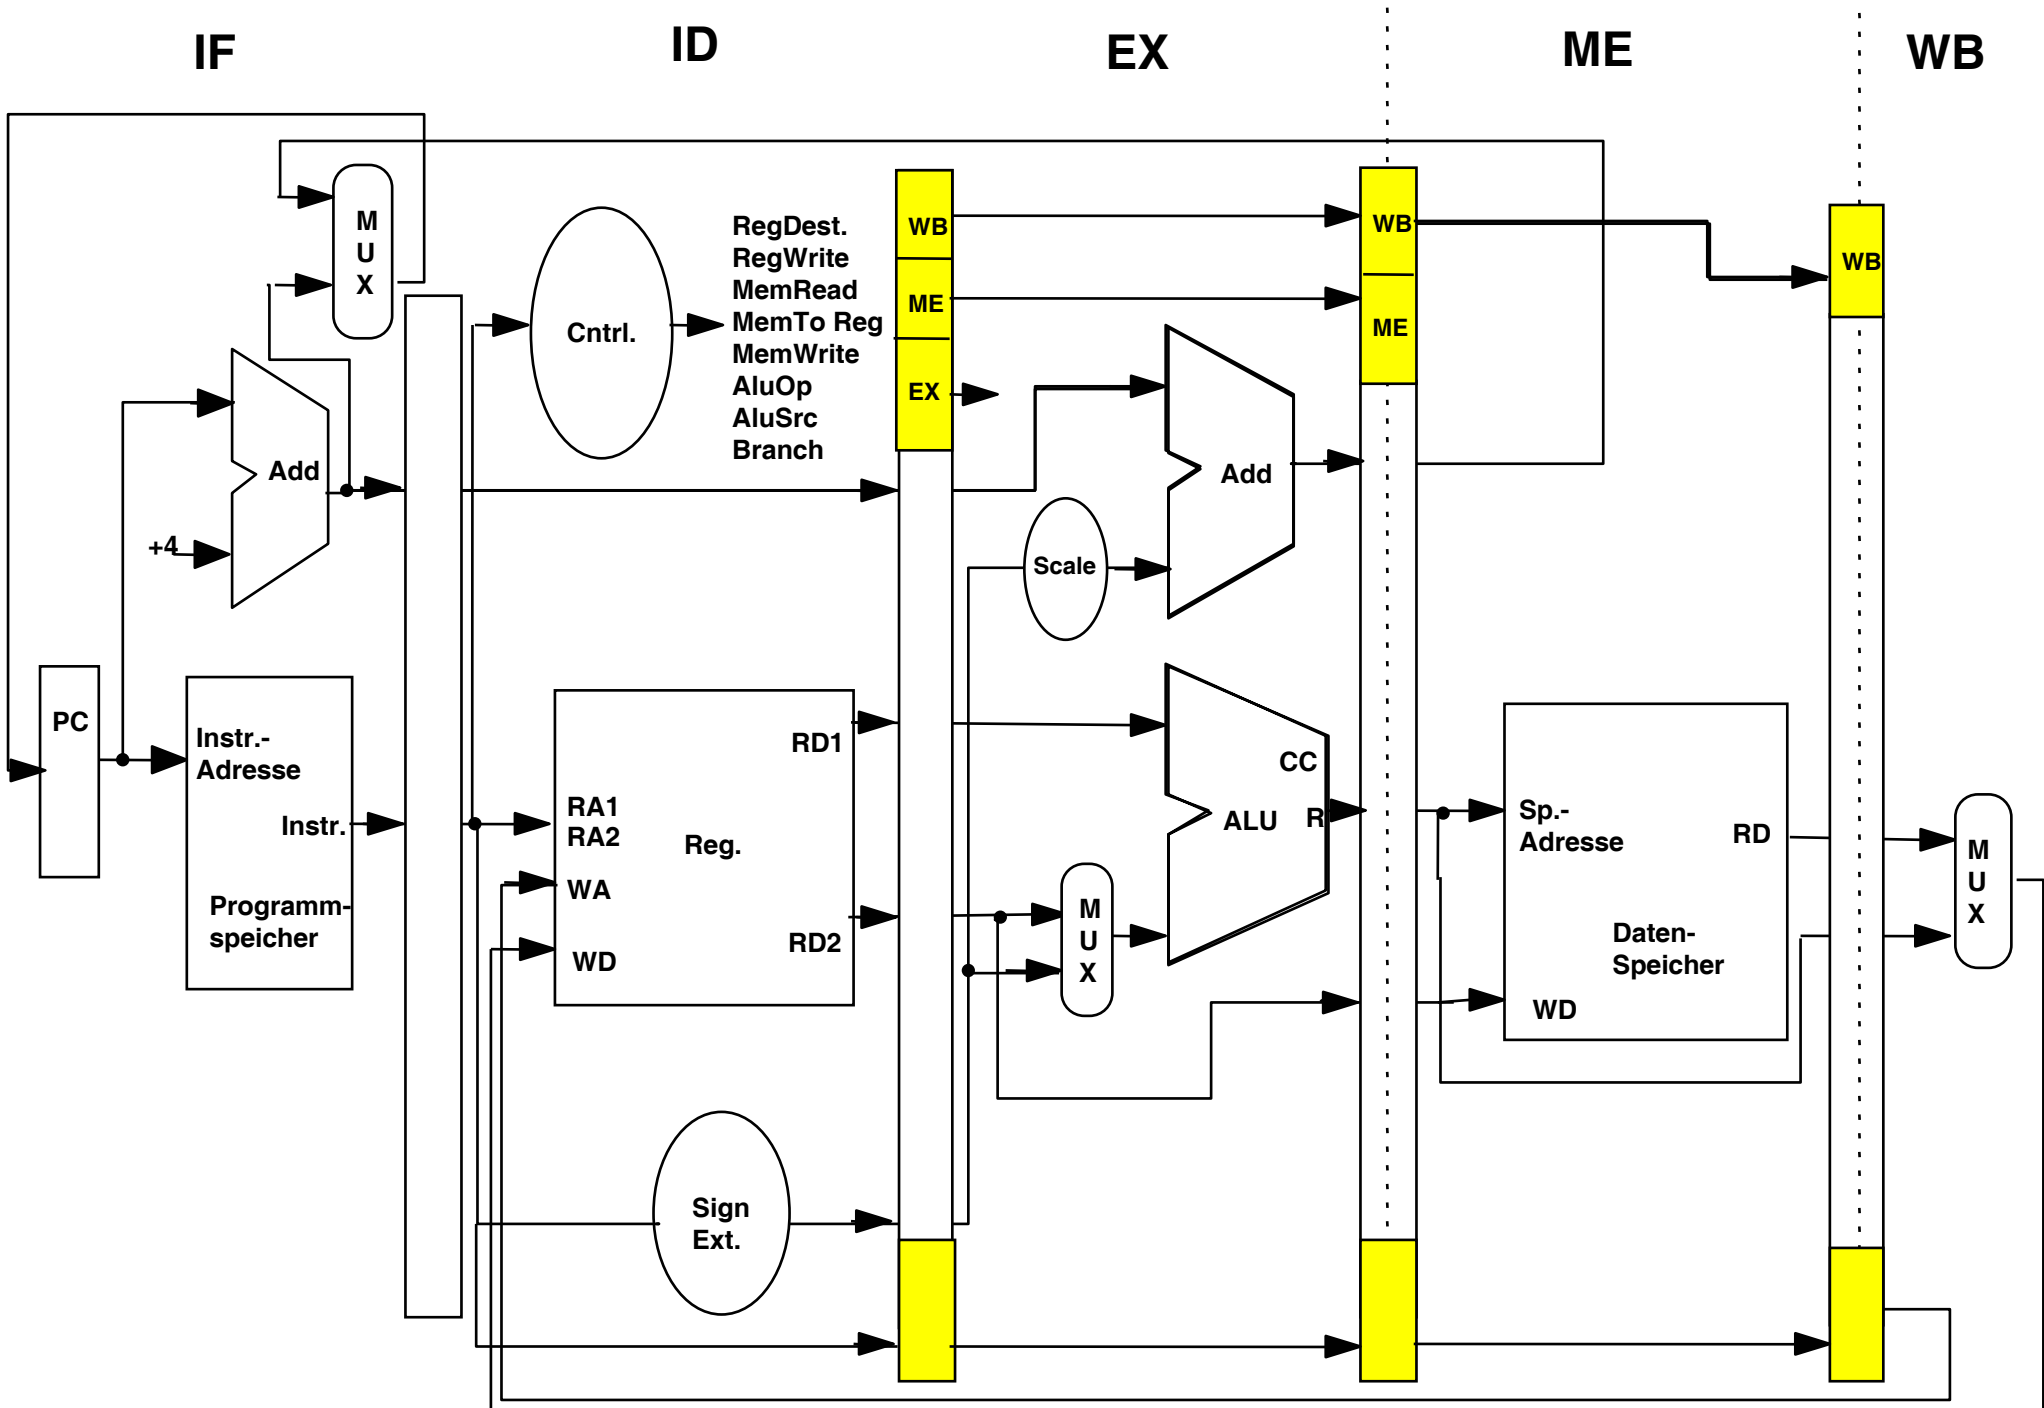 IF
ID
EX
ME
WB
M
U
X
Cntrl.
RegDest.
RegWrite
MemRead
MemTo Reg
MemWrite
AluOp
AluSrc
Branch
WB
ME
EX
WB
ME
WB
Add
+4
Scale
Add
PC
Instr.-
Adresse
Instr.
Programm-
speicher
RA1
RA2
WA
WD
Reg.
RD1
RD2
M
U
X
CC
ALU
R
Sp.-
Adresse
RD
Daten-
Speicher
WD
M
U
X
Sign
Ext.